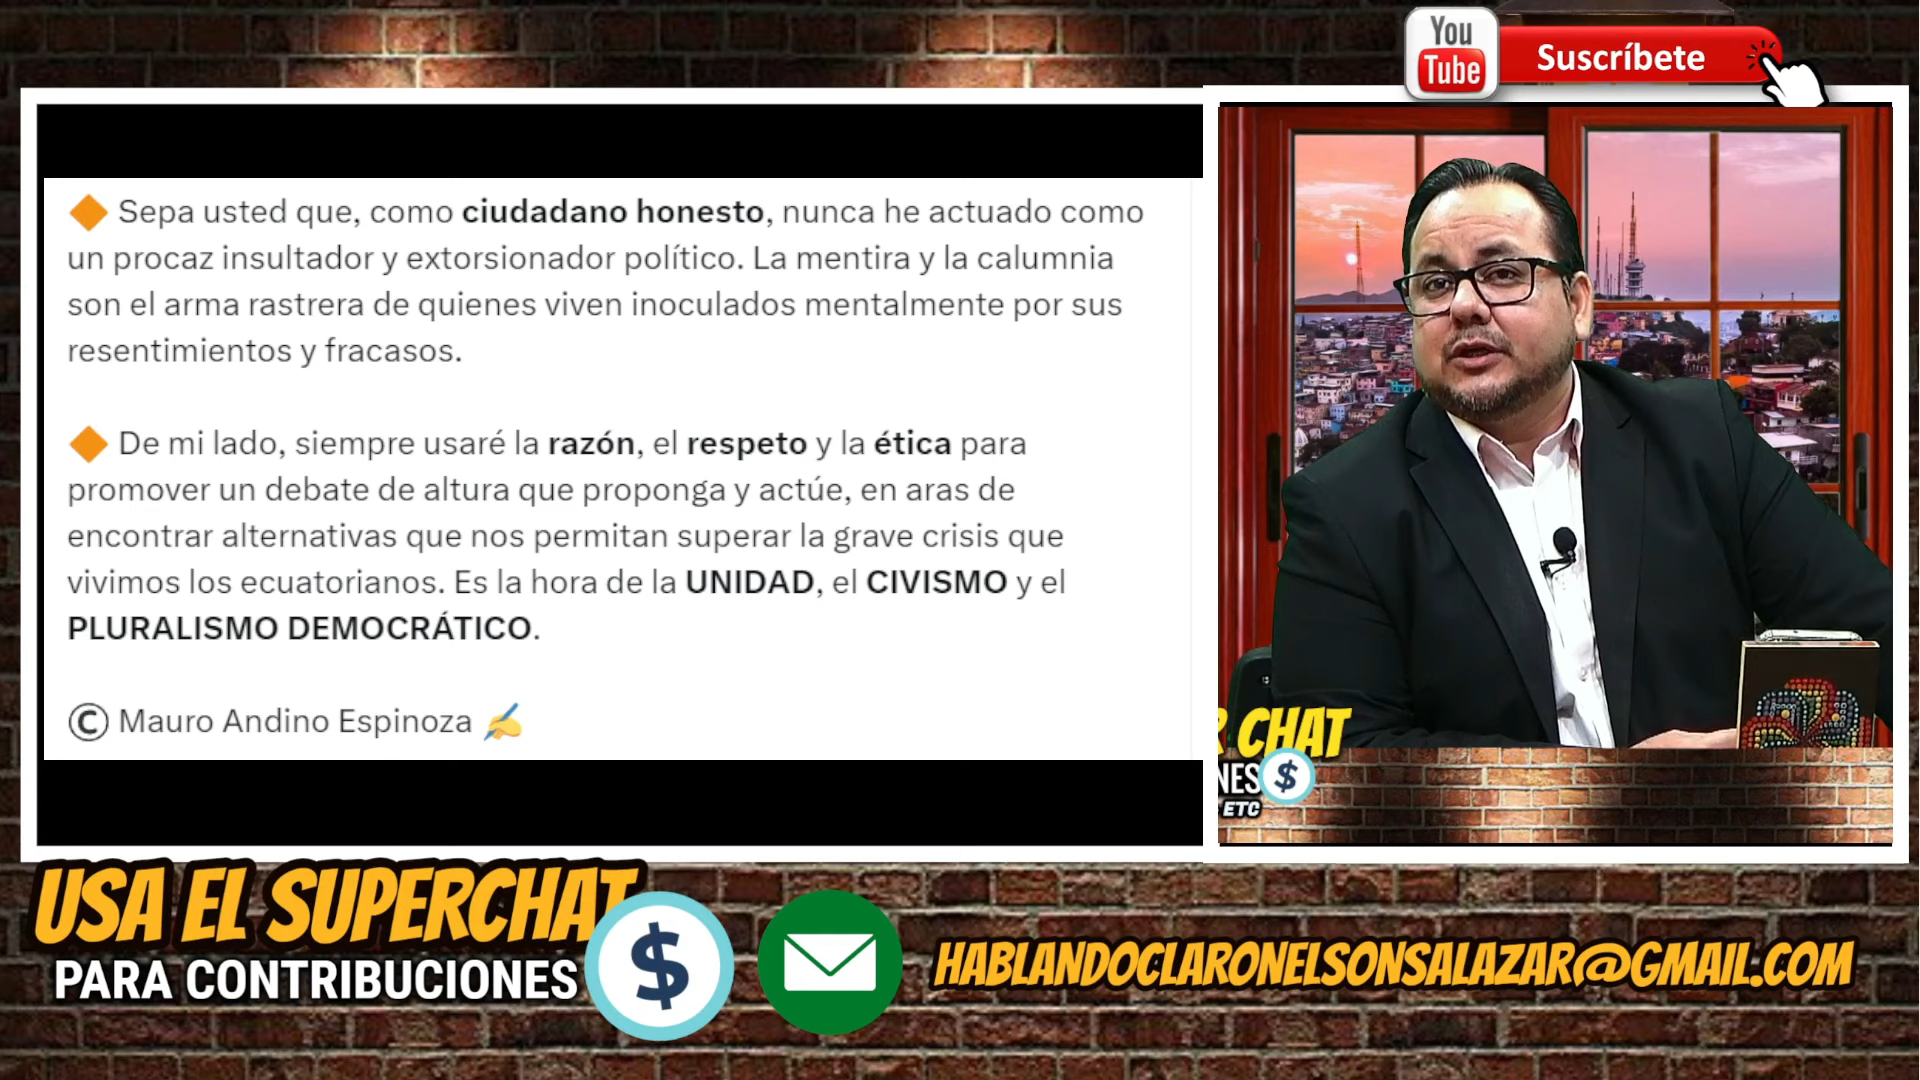 You
Tube
Suscríbete
🔶 Sepa usted que, como ciudadano honesto, nunca he actuado como
un procaz insultador y extorsionador político. La mentira y la calumnia
son el arma rastrera de quienes viven inoculados mentalmente por sus
resentimientos y fracasos.
🔶 De mi lado, siempre usaré la razón, el respeto y la ética para
promover un debate de altura que proponga y actúe, en aras de
encontrar alternativas que nos permitan superar la grave crisis que
vivimos los ecuatorianos. Es la hora de la UNIDAD, el CIVISMO y el
PLURALISMO DEMOCRÁTICO.
© Mauro Andino Espinoza ✍
R CHAT
NES $
ETC
USA EL SUPERCHAT
PARA CONTRIBUCIONES $
HABLANDOCLARONELSONSALAZAR@GMAIL.COM